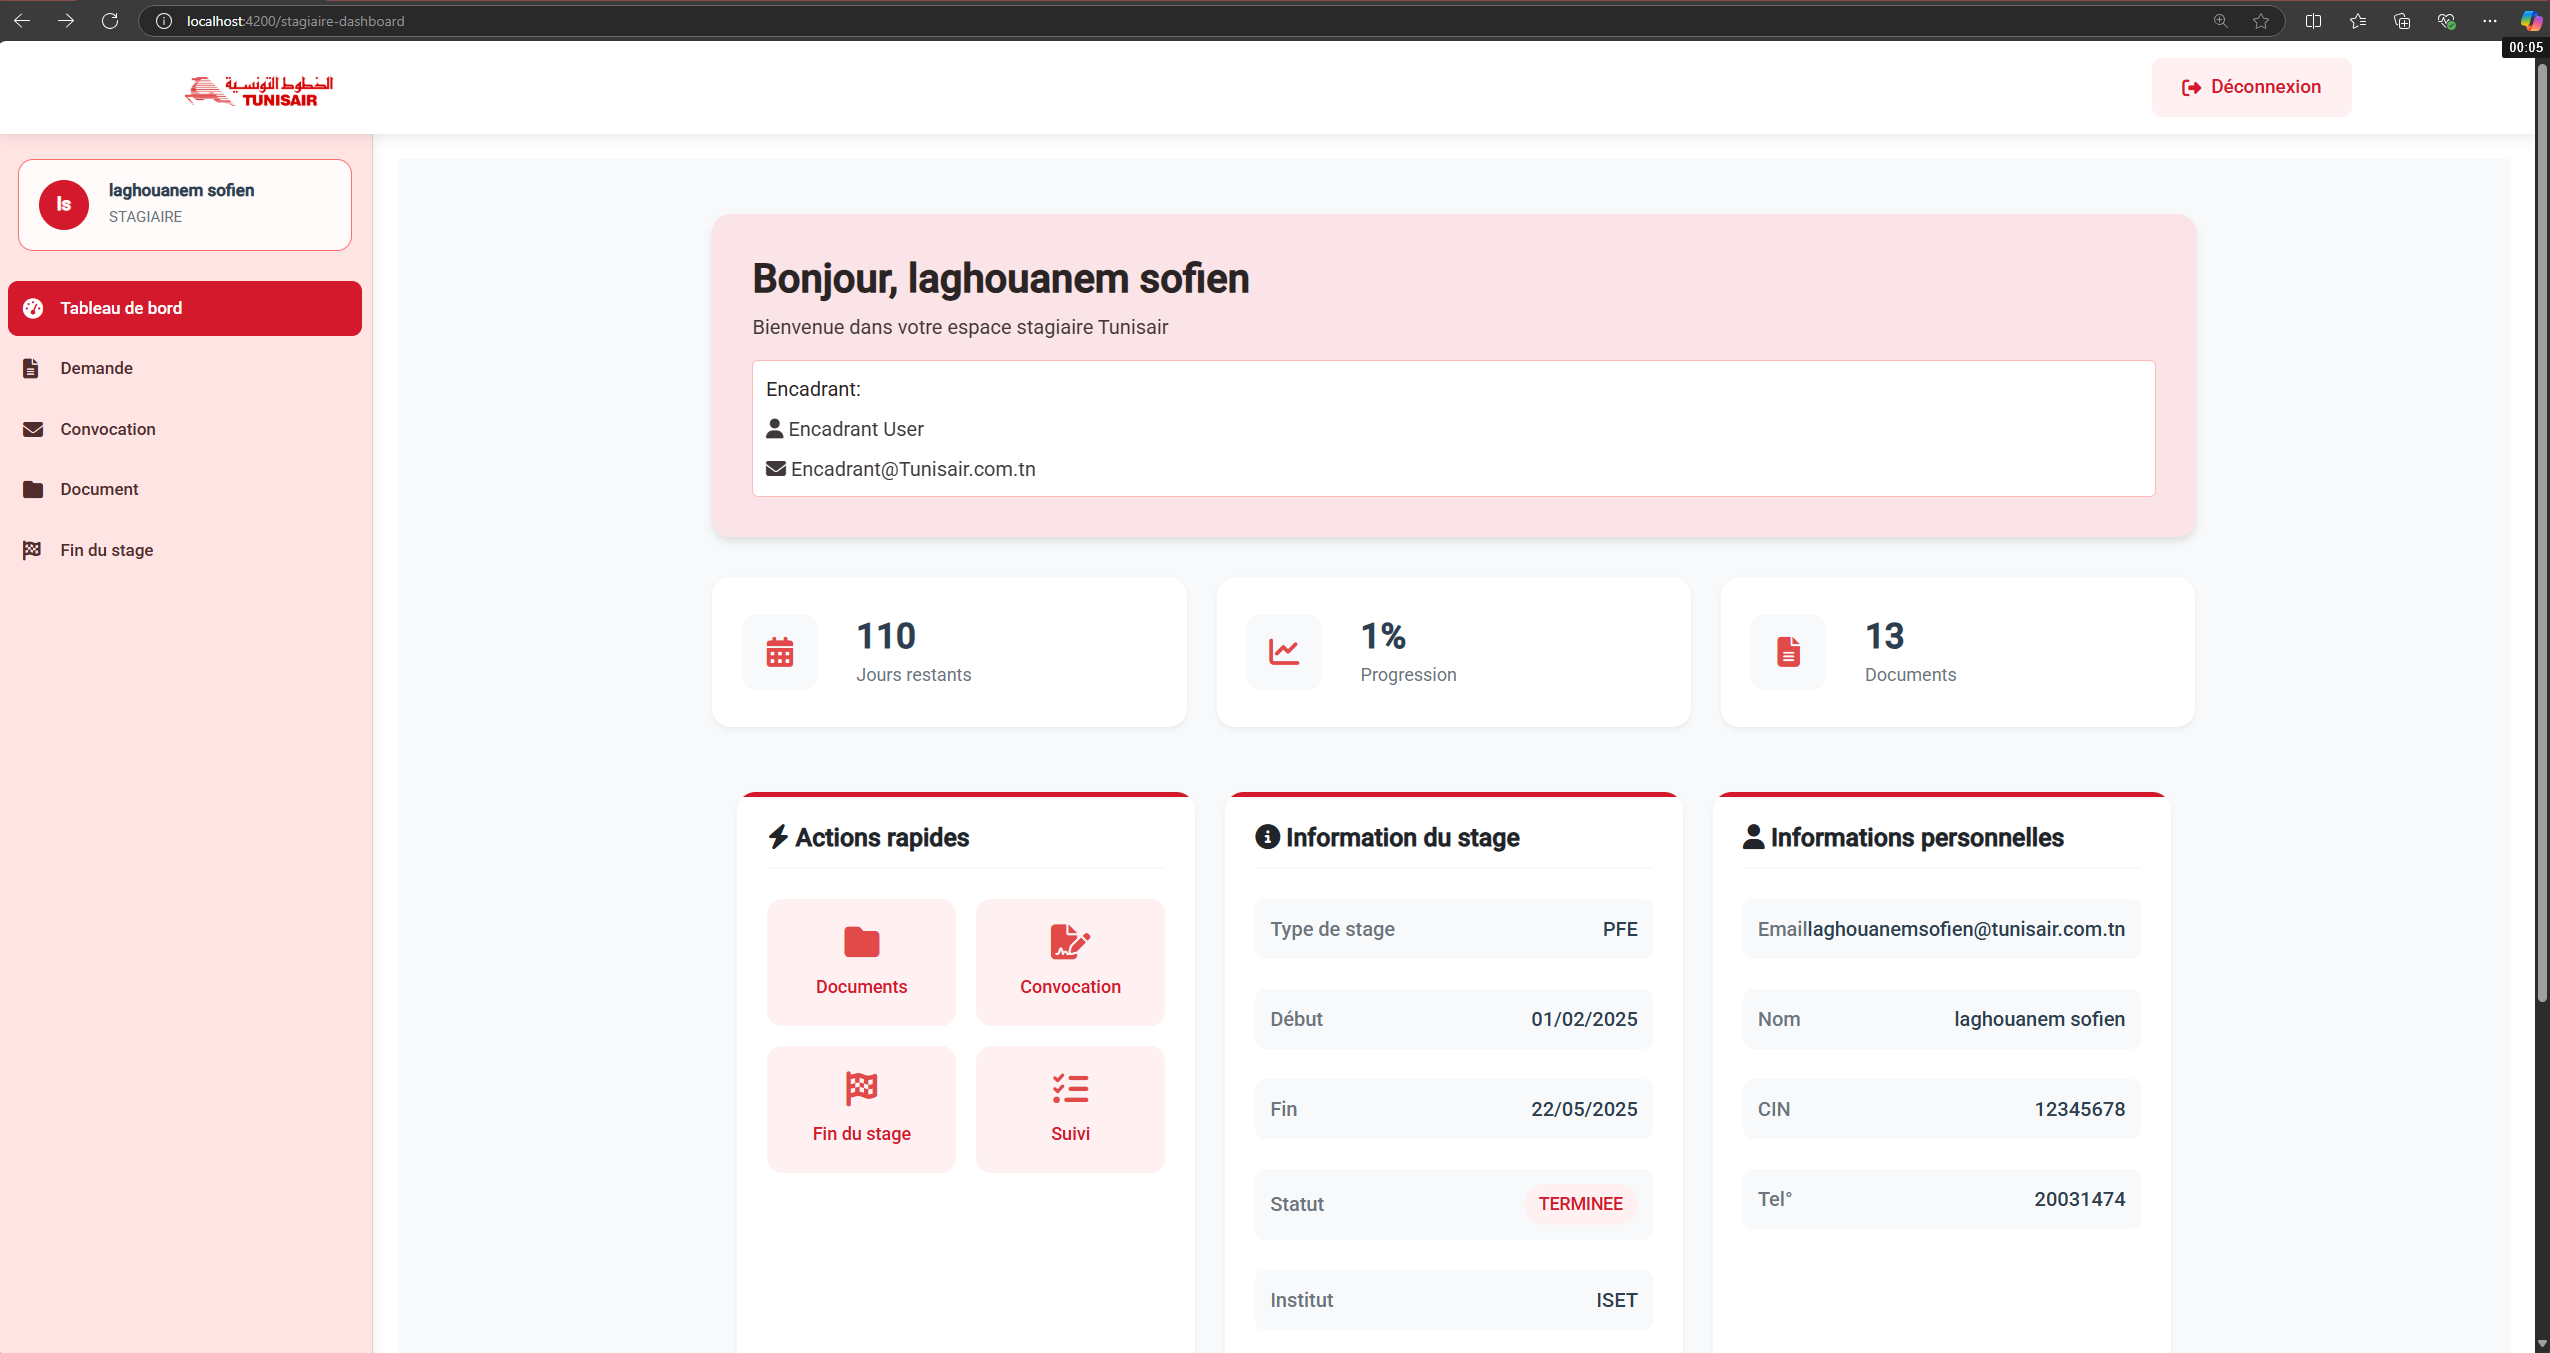 localhost:4200/stagiaire-dashboard
00:05
الخطوط التونسية
TUNISAIR
Déconnexion
ls
laghouanem sofien
STAGIAIRE
Tableau de bord
Demande
Convocation
Document
Fin du stage
Bonjour, laghouanem sofien
Bienvenue dans votre espace stagiaire Tunisair
Encadrant:
Encadrant User
Encadrant@Tunisair.com.tn
110
Jours restants
1%
Progression
13
Documents
Actions rapides
Documents
Convocation
Fin du stage
Suivi
Information du stage
Type de stage PFE
Début 01/02/2025
Fin 22/05/2025
Statut TERMINEE
Institut ISET
Informations personnelles
Emaillaghouanemsofien@tunisair.com.tn
Nom laghouanem sofien
CIN 12345678
Tel° 20031474